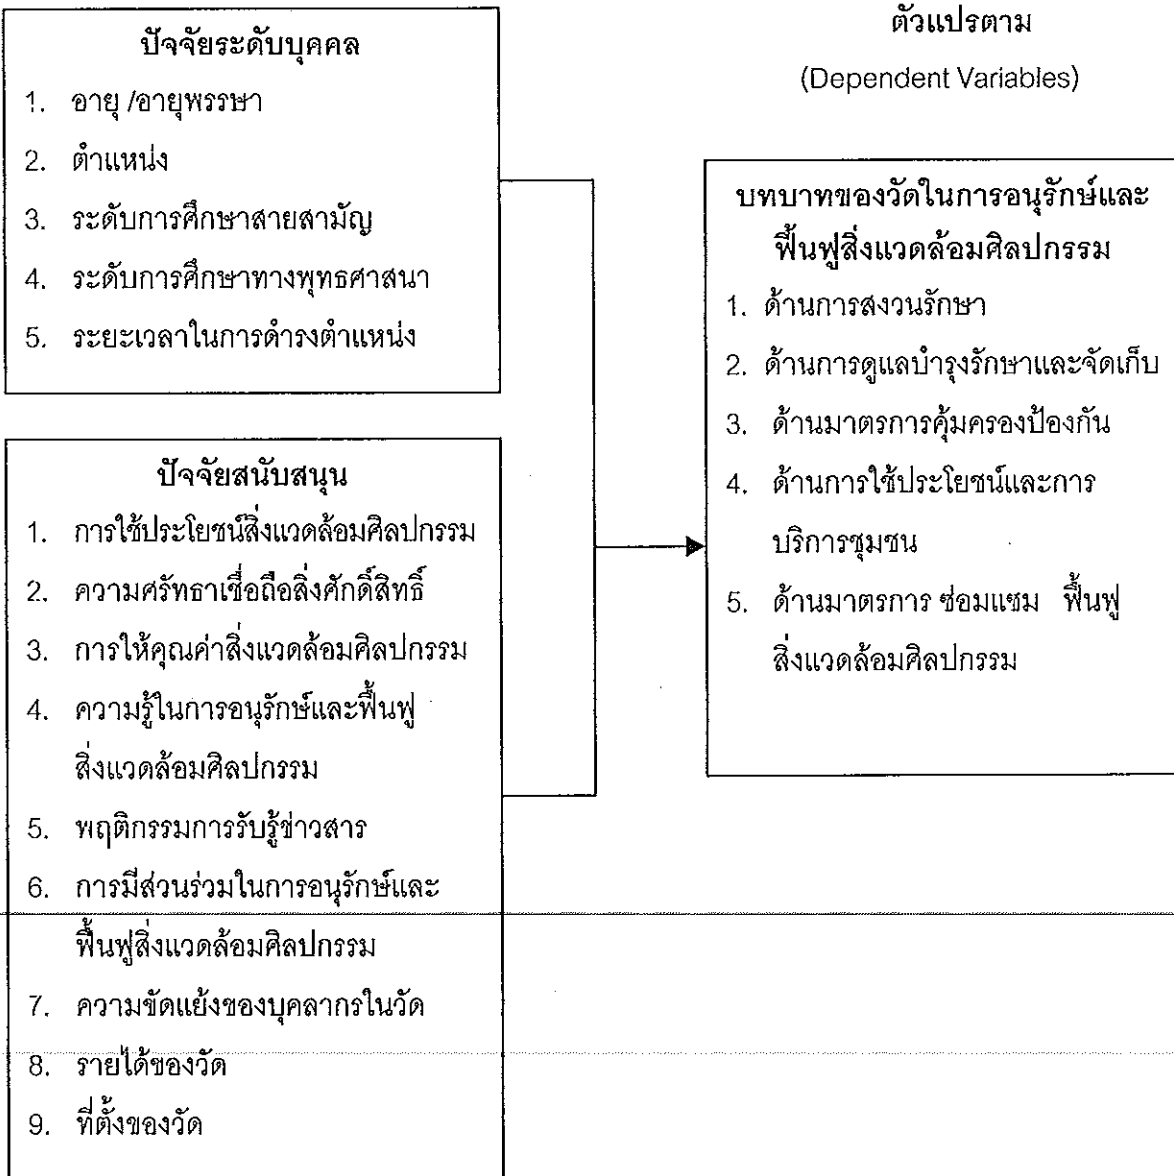 ปัจจัยระดับบุคคล
1. อายุ /อายุพรรษา
2. ตำแหน่ง
3. ระดับการศึกษาสายสามัญ
4. ระดับการศึกษาทางพุทธศาสนา
5. ระยะเวลาในการดำรงตำแหน่ง
ปัจจัยสนับสนุน
1. การใช้ประโยชน์สิ่งแวดล้อมศิลปกรรม
2. ความศรัทธาเชื่อถือสิ่งศักดิ์สิทธิ์
3. การให้คุณค่าสิ่งแวดล้อมศิลปกรรม
4. ความรู้ในการอนุรักษ์และฟื้นฟู
สิ่งแวดล้อมศิลปกรรม
5. พฤติกรรมการรับรู้ข่าวสาร
6. การมีส่วนร่วมในการอนุรักษ์และ
ฟื้นฟูสิ่งแวดล้อมศิลปกรรม
7. ความขัดแย้งของบุคลากรในวัด
8. รายได้ของวัด
9. ที่ตั้งของวัด
ตัวแปรตาม
(Dependent Variables)
บทบาทของวัดในการอนุรักษ์และ
ฟื้นฟูสิ่งแวดล้อมศิลปกรรม
1. ด้านการสงวนรักษา
2. ด้านการดูแลบำรุงรักษาและจัดเก็บ
3. ด้านมาตรการคุ้มครองป้องกัน
4. ด้านการใช้ประโยชน์และการ
บริการชุมชน
5. ด้านมาตรการ ซ่อมแซม ฟื้นฟู
สิ่งแวดล้อมศิลปกรรม